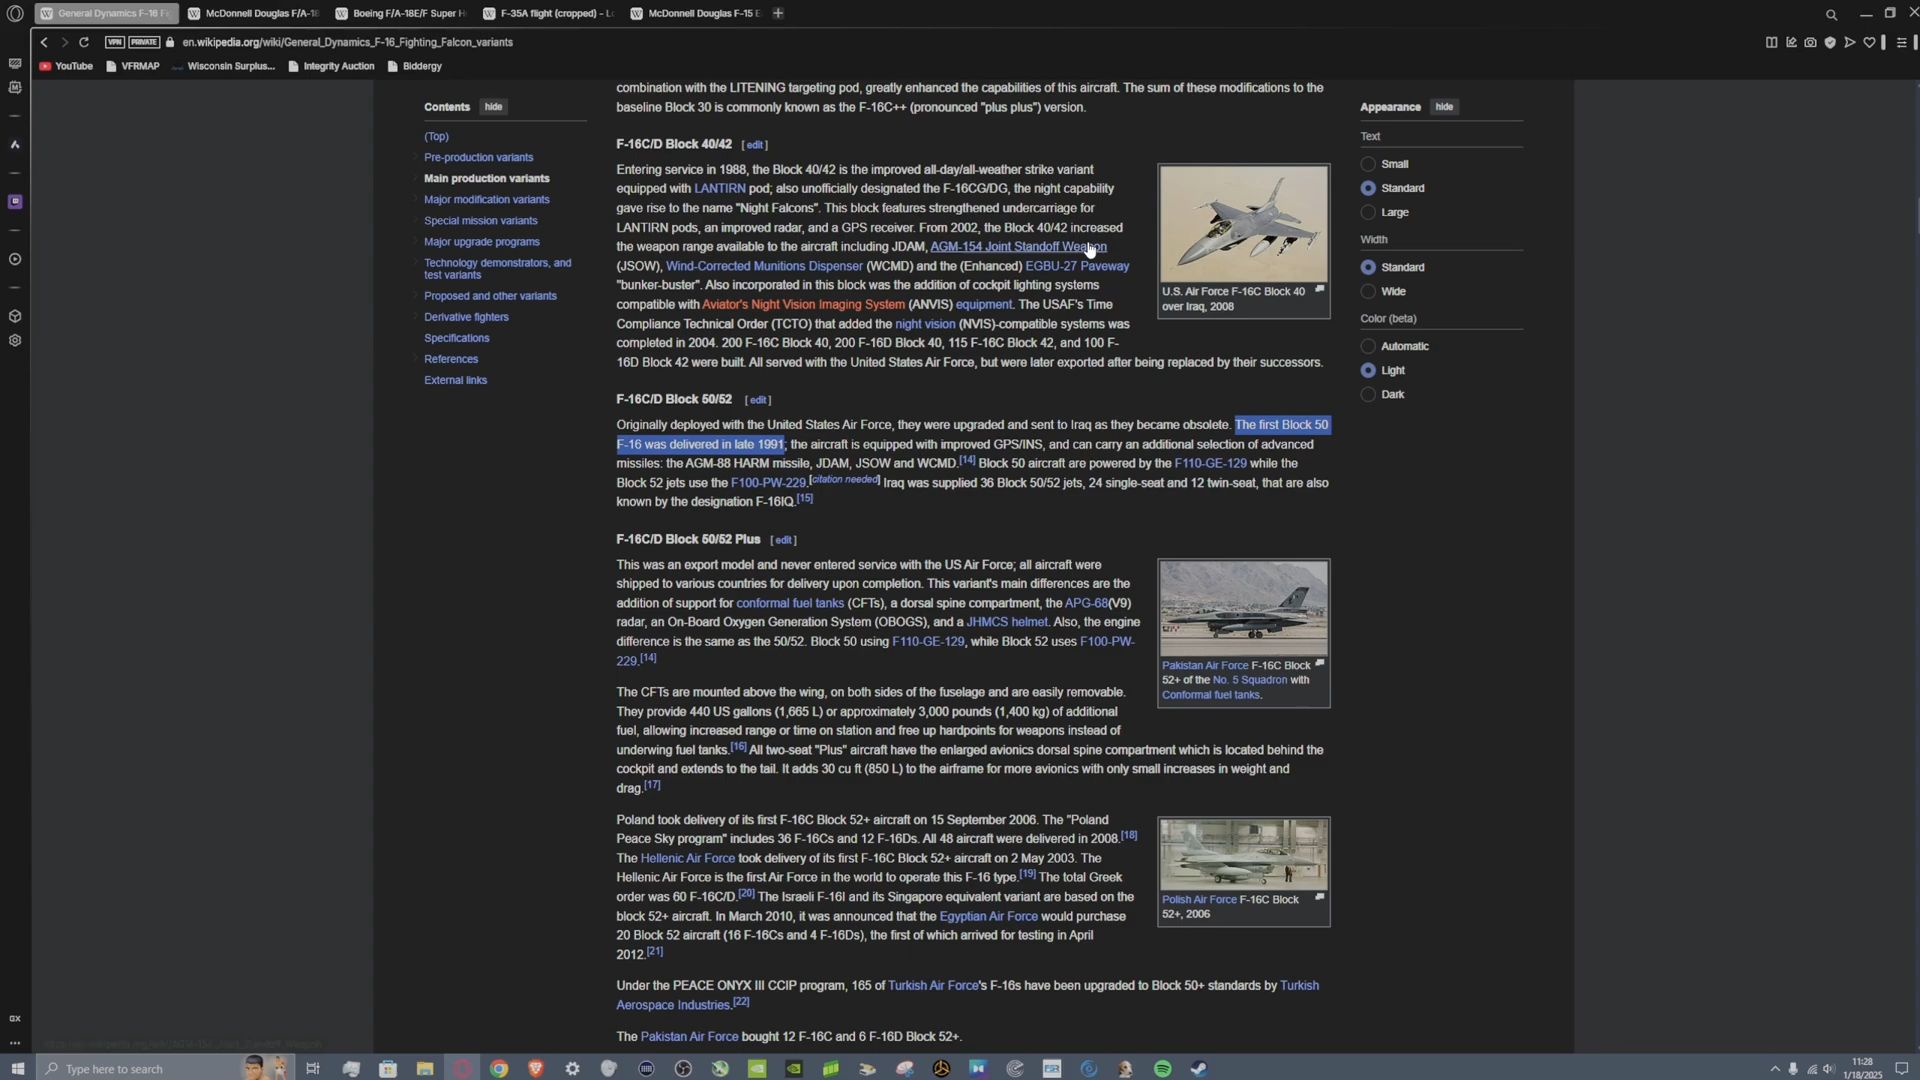 General Dynamics F-16 Fi
McDonnell Douglas F/A-18
Boeing F/A-18E/F Super H
F-35A flight (cropped) - L
McDonnell Douglas F-15 E
VPN PRIVATE en.wikipedia.org/wiki/General_Dynamics_F-16_Fighting_Falcon_variants
YouTube VFRMAP Wisconsin Surplus... Integrity Auction Biddergy
Contents hide
(Top)
Pre-production variants
Main production variants
Major modification variants
Special mission variants
Major upgrade programs
Technology demonstrators, and
test variants
Proposed and other variants
Derivative fighters
Specifications
References
External links
combination with the LITENING targeting pod, greatly enhanced the capabilities of this aircraft. The sum of these modifications to the
baseline Block 30 is commonly known as the F-16C++ (pronounced "plus plus") version.
F-16C/D Block 40/42 [ edit ]
Entering service in 1988, the Block 40/42 is the improved all-day/all-weather strike variant
equipped with LANTIRN pod; also unofficially designated the F-16CG/DG, the night capability
gave rise to the name "Night Falcons". This block features strengthened undercarriage for
LANTIRN pods, an improved radar, and a GPS receiver. From 2002, the Block 40/42 increased
the weapon range available to the aircraft including JDAM, AGM-154 Joint Standoff Weapon
(JSOW), Wind-Corrected Munitions Dispenser (WCMD) and the (Enhanced) EGBU-27 Paveway
"bunker-buster". Also incorporated in this block was the addition of cockpit lighting systems
compatible with Aviator's Night Vision Imaging System (ANVIS) equipment. The USAF's Time
Compliance Technical Order (TCTO) that added the night vision (NVIS)-compatible systems was
completed in 2004. 200 F-16C Block 40, 200 F-16D Block 40, 115 F-16C Block 42, and 100 F-
16D Block 42 were built. All served with the United States Air Force, but were later exported after being replaced by their successors.
U.S. Air Force F-16C Block 40
over Iraq, 2008
F-16C/D Block 50/52 [ edit ]
Originally deployed with the United States Air Force, they were upgraded and sent to Iraq as they became obsolete. The first Block 50
F-16 was delivered in late 1991; the aircraft is equipped with improved GPS/INS, and can carry an additional selection of advanced
missiles: the AGM-88 HARM missile, JDAM, JSOW and WCMD.[14] Block 50 aircraft are powered by the F110-GE-129 while the
Block 52 jets use the F100-PW-229.[citation needed] Iraq was supplied 36 Block 50/52 jets, 24 single-seat and 12 twin-seat, that are also
known by the designation F-16IQ.[15]
F-16C/D Block 50/52 Plus [ edit ]
This was an export model and never entered service with the US Air Force; all aircraft were
shipped to various countries for delivery upon completion. This variant's main differences are the
addition of support for conformal fuel tanks (CFTs), a dorsal spine compartment, the APG-68(V9)
radar, an On-Board Oxygen Generation System (OBOGS), and a JHMCS helmet. Also, the engine
difference is the same as the 50/52. Block 50 using F110-GE-129, while Block 52 uses F100-PW-
229.[14]
Pakistan Air Force F-16C Block
52+ of the No. 5 Squadron with
Conformal fuel tanks.
The CFTs are mounted above the wing, on both sides of the fuselage and are easily removable.
They provide 440 US gallons (1,665 L) or approximately 3,000 pounds (1,400 kg) of additional
fuel, allowing increased range or time on station and free up hardpoints for weapons instead of
underwing fuel tanks.[16] All two-seat "Plus" aircraft have the enlarged avionics dorsal spine compartment which is located behind the
cockpit and extends to the tail. It adds 30 cu ft (850 L) to the airframe for more avionics with only small increases in weight and
drag.[17]
Poland took delivery of its first F-16C Block 52+ aircraft on 15 September 2006. The "Poland
Peace Sky program" includes 36 F-16Cs and 12 F-16Ds. All 48 aircraft were delivered in 2008.[18]
The Hellenic Air Force took delivery of its first F-16C Block 52+ aircraft on 2 May 2003. The
Hellenic Air Force is the first Air Force in the world to operate this F-16 type.[19] The total Greek
order was 60 F-16C/D.[20] The Israeli F-16I and its Singapore equivalent variant are based on the
block 52+ aircraft. In March 2010, it was announced that the Egyptian Air Force would purchase
20 Block 52 aircraft (16 F-16Cs and 4 F-16Ds), the first of which arrived for testing in April
2012.[21]
Polish Air Force F-16C Block
52+, 2006
Under the PEACE ONYX III CCIP program, 165 of Turkish Air Force's F-16s have been upgraded to Block 50+ standards by Turkish
Aerospace Industries.[22]
The Pakistan Air Force bought 12 F-16C and 6 F-16D Block 52+.
Appearance hide
Text
Small
Standard
Large
Width
Standard
Wide
Color (beta)
Automatic
Light
Dark
GX
Type here to search
11:28
1/18/2025